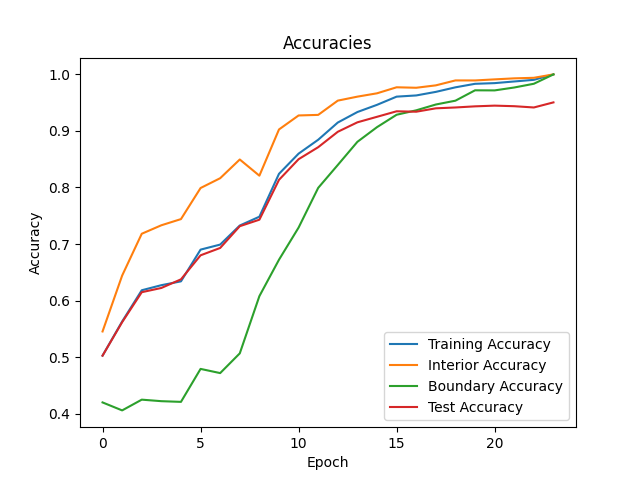 Accuracies
1.0
0.9
0.8
0.7
0.6
0.5
0.4
Accuracy
0
5
10
15
20
Epoch
Training Accuracy
Interior Accuracy
Boundary Accuracy
Test Accuracy